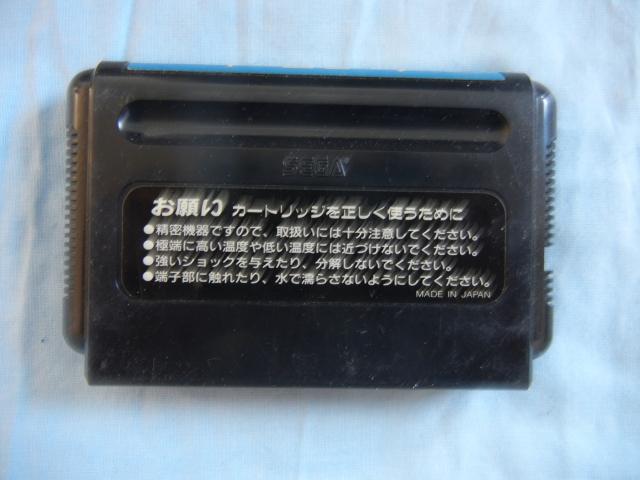 SEGA
お願い カートリッジを正しく使うために
●精密機器ですので、取扱いには十分注意してください。
●極端に高い温度や低い温度には近づけないでください。
●強いショックを与えたり、分解しないでください。
●端子部に触れたり、水で濡らさないようにしてください。
MADE IN JAPAN